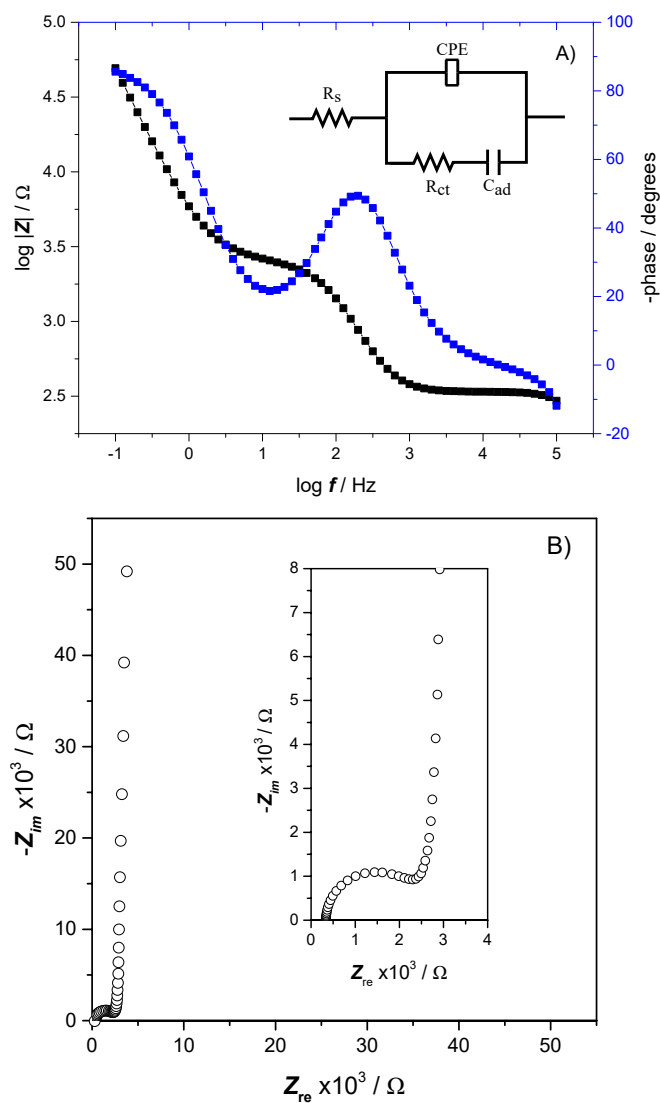 A)
CPE
Rs
Rct
Cad
log |Z| / Ω
5.0
4.5
4.0
3.5
3.0
2.5
-phase / degrees
100
80
60
40
20
0
-20
-1 0 1 2 3 4 5
log f / Hz
B)
-Zim x10³ / Ω
50
40
30
20
10
0
0 10 20 30 40 50
Zre x10³ / Ω
-Zim x10³ / Ω
8
7
6
5
4
3
2
1
0
0 1 2 3 4
Zre x10³ / Ω